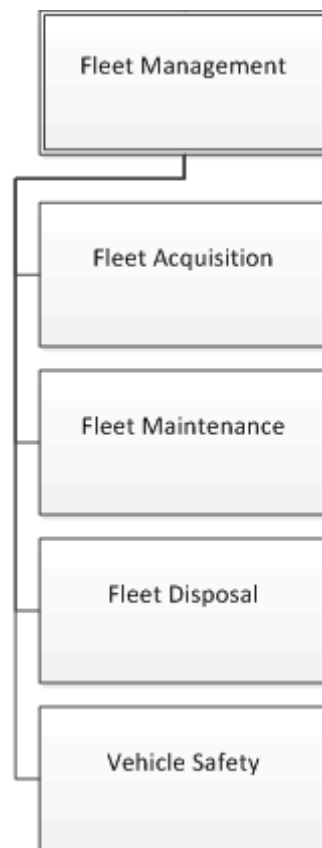 Fleet Management
Fleet Acquisition
Fleet Maintenance
Fleet Disposal
Vehicle Safety